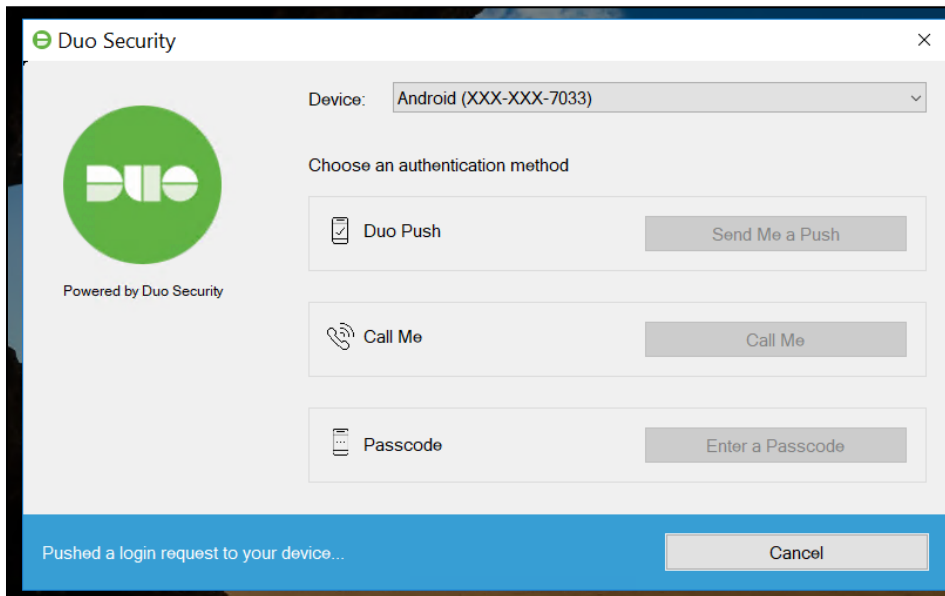 Duo Security
Device:
Android (XXX-XXX-7033)
DUO
Powered by Duo Security
Choose an authentication method
Duo Push
Send Me a Push
Call Me
Call Me
Passcode
Enter a Passcode
Pushed a login request to your device...
Cancel